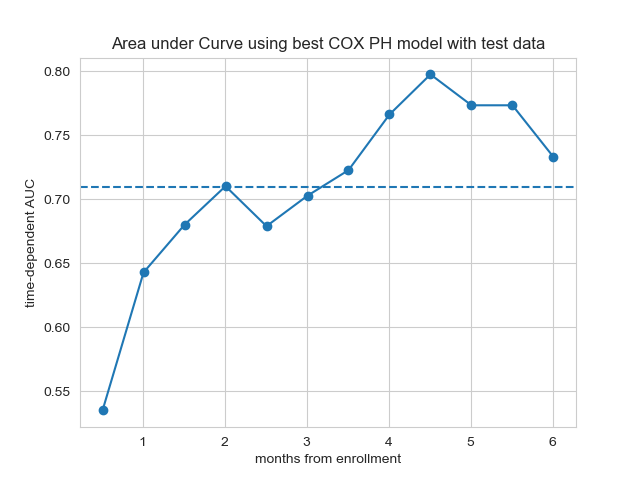 Area under Curve using best COX PH model with test data
time-dependent AUC
0.80
0.75
0.70
0.65
0.60
0.55
1 2 3 4 5 6
months from enrollment